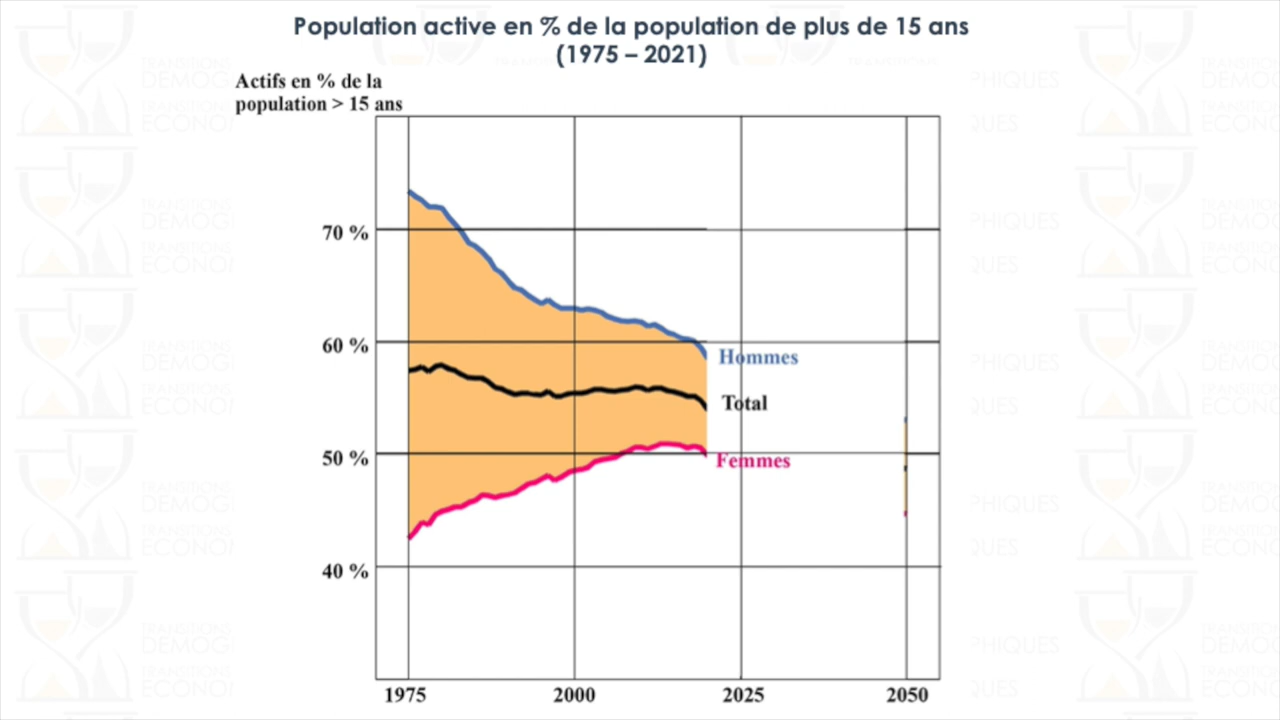 Population active en % de la population de plus de 15 ans
(1975 – 2021)
Actifs en % de la
population > 15 ans
70 %
60 %
50 %
40 %
Hommes
Total
Femmes
1975
2000
2025
2050